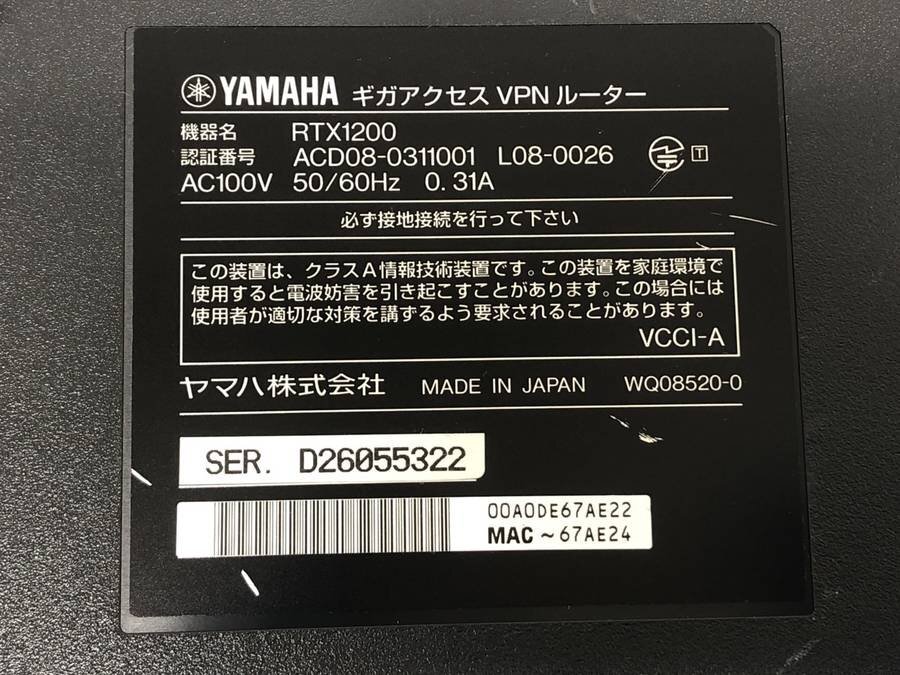 YAMAHA ギガアクセス VPN ルーター
機器名 RTX1200
認証番号 ACD08-0311001 L08-0026 T
AC100V 50/60Hz 0.31A
必ず接地接続を行って下さい
この装置は、クラスA情報技術装置です。この装置を家庭環境で
使用すると電波妨害を引き起こすことがあります。この場合には
使用者が適切な対策を講ずるよう要求されることがあります。
VCCI-A
ヤマハ株式会社 MADE IN JAPAN WQ08520-0
SER. D26055322
00A0DE67AE22
MAC ~67AE24